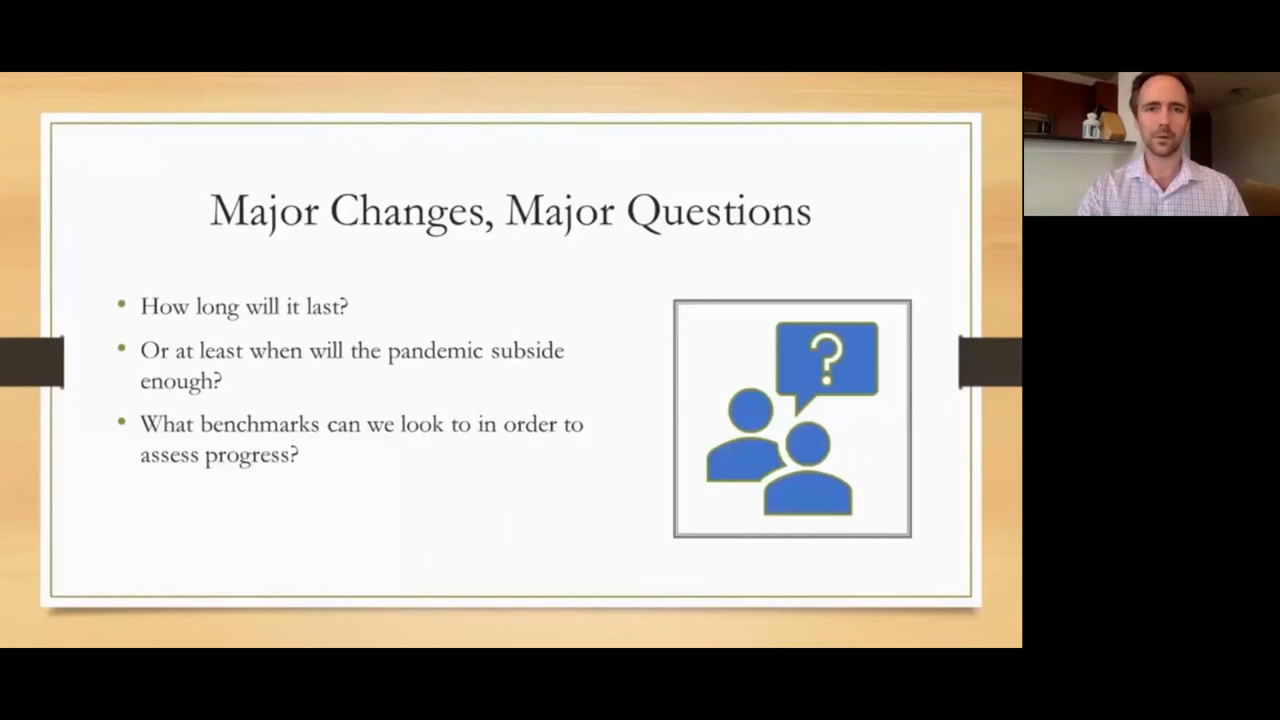 Major Changes, Major Questions
• How long will it last?
• Or at least when will the pandemic subside
enough?
• What benchmarks can we look to in order to
assess progress?
?